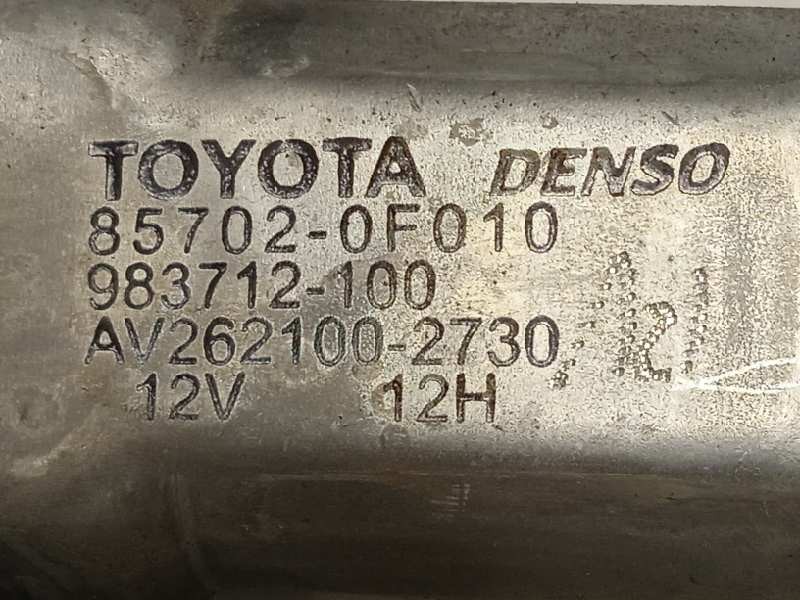 TOYOTA DENSO
85702-0F010
983712-100
AV262100-2730
12V 12H